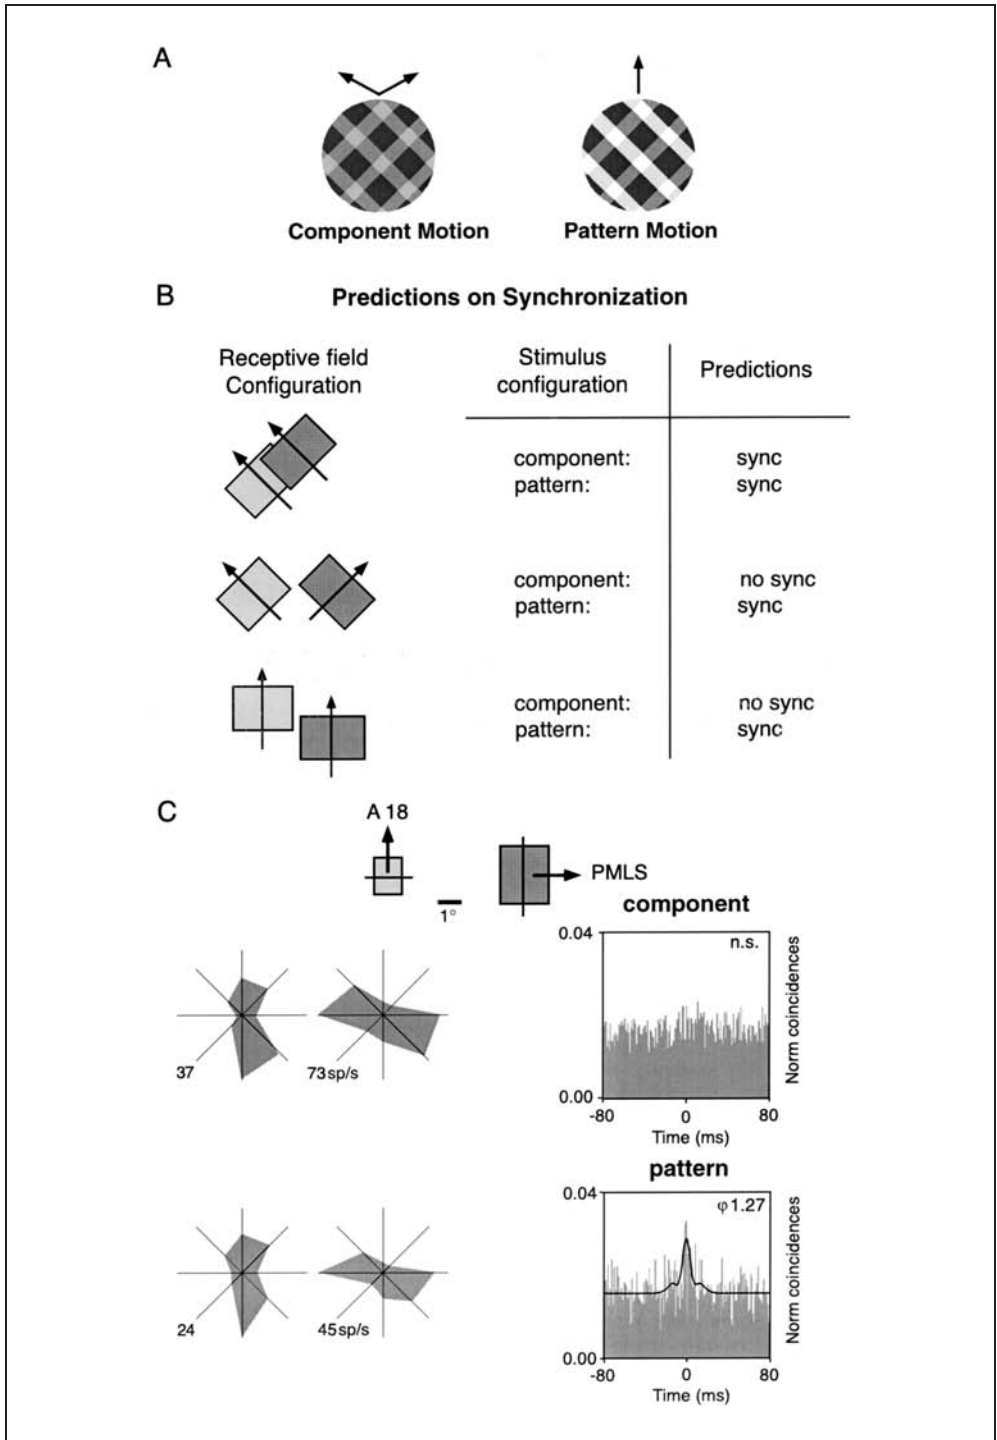 A
Component Motion
Pattern Motion
B
Predictions on Synchronization
Receptive field
Configuration
Stimulus
configuration
Predictions
component: sync
pattern: sync
component: no sync
pattern: sync
component: no sync
pattern: sync
C
A 18
1°
PMLS
component
37
73sp/s
0.04
n.s.
0.00
-80 0 80
Time (ms)
Norm coincidences
pattern
24
45sp/s
0.04
φ1.27
0.00
-80 0 80
Time (ms)
Norm coincidences